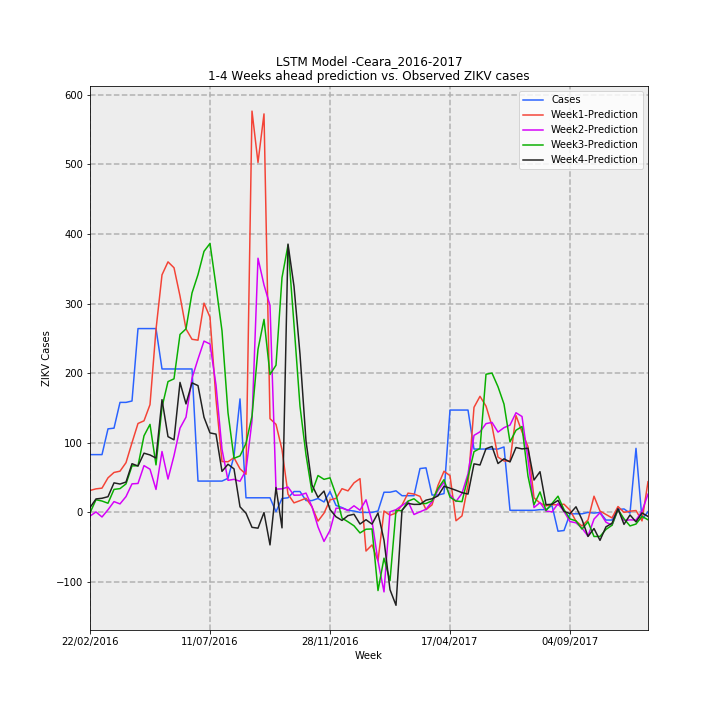 LSTM Model -Ceara_2016-2017
1-4 Weeks ahead prediction vs. Observed ZIKV cases
Cases
Week1-Prediction
Week2-Prediction
Week3-Prediction
Week4-Prediction
600
500
400
300
200
100
0
−100
ZIKV Cases
22/02/2016 11/07/2016 28/11/2016 17/04/2017 04/09/2017
Week